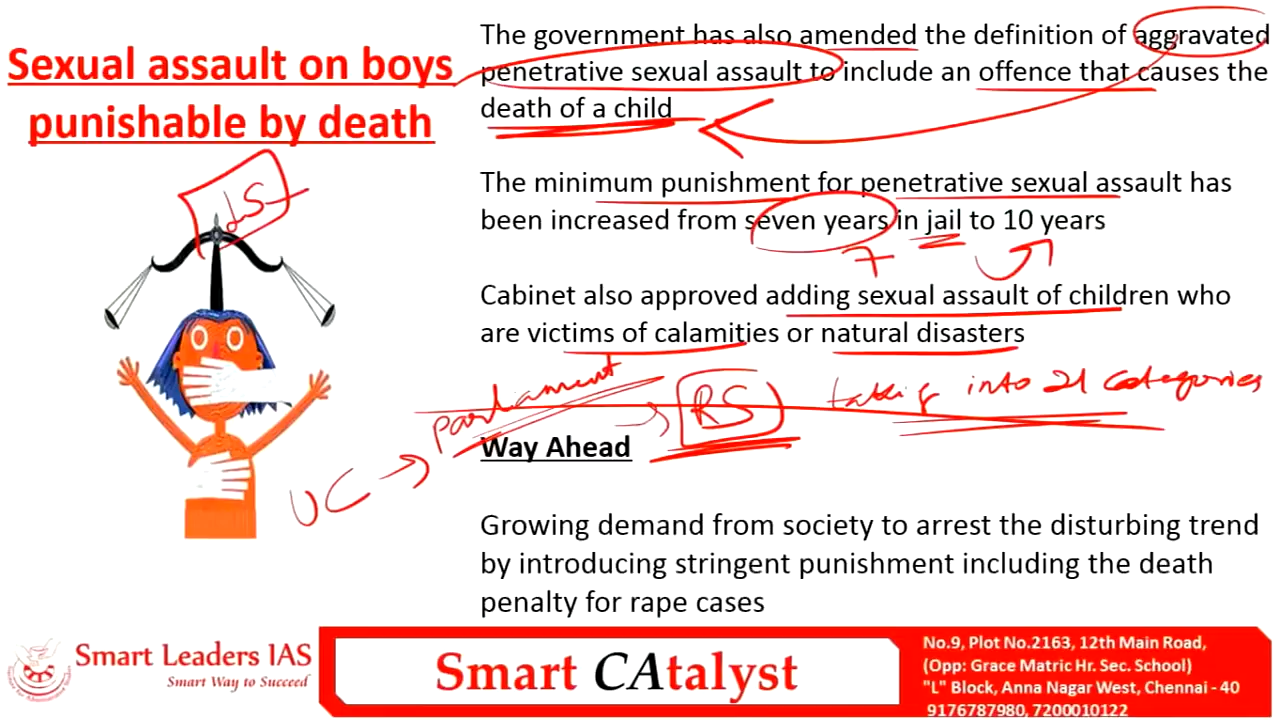 Sexual assault on boys
punishable by death
The government has also amended the definition of aggravated
penetrative sexual assault to include an offence that causes the
death of a child
The minimum punishment for penetrative sexual assault has
been increased from seven years in jail to 10 years
7
Cabinet also approved adding sexual assault of children who
are victims of calamities or natural disasters
LS
UC → parliament → RS taking into 21 categories
Way Ahead
Growing demand from society to arrest the disturbing trend
by introducing stringent punishment including the death
penalty for rape cases
Smart Leaders IAS
Smart Way to Succeed
Smart CAtalyst
No.9, Plot No.2163, 12th Main Road,
(Opp: Grace Matric Hr. Sec. School)
"L" Block, Anna Nagar West, Chennai - 40
9176787980, 7200010122